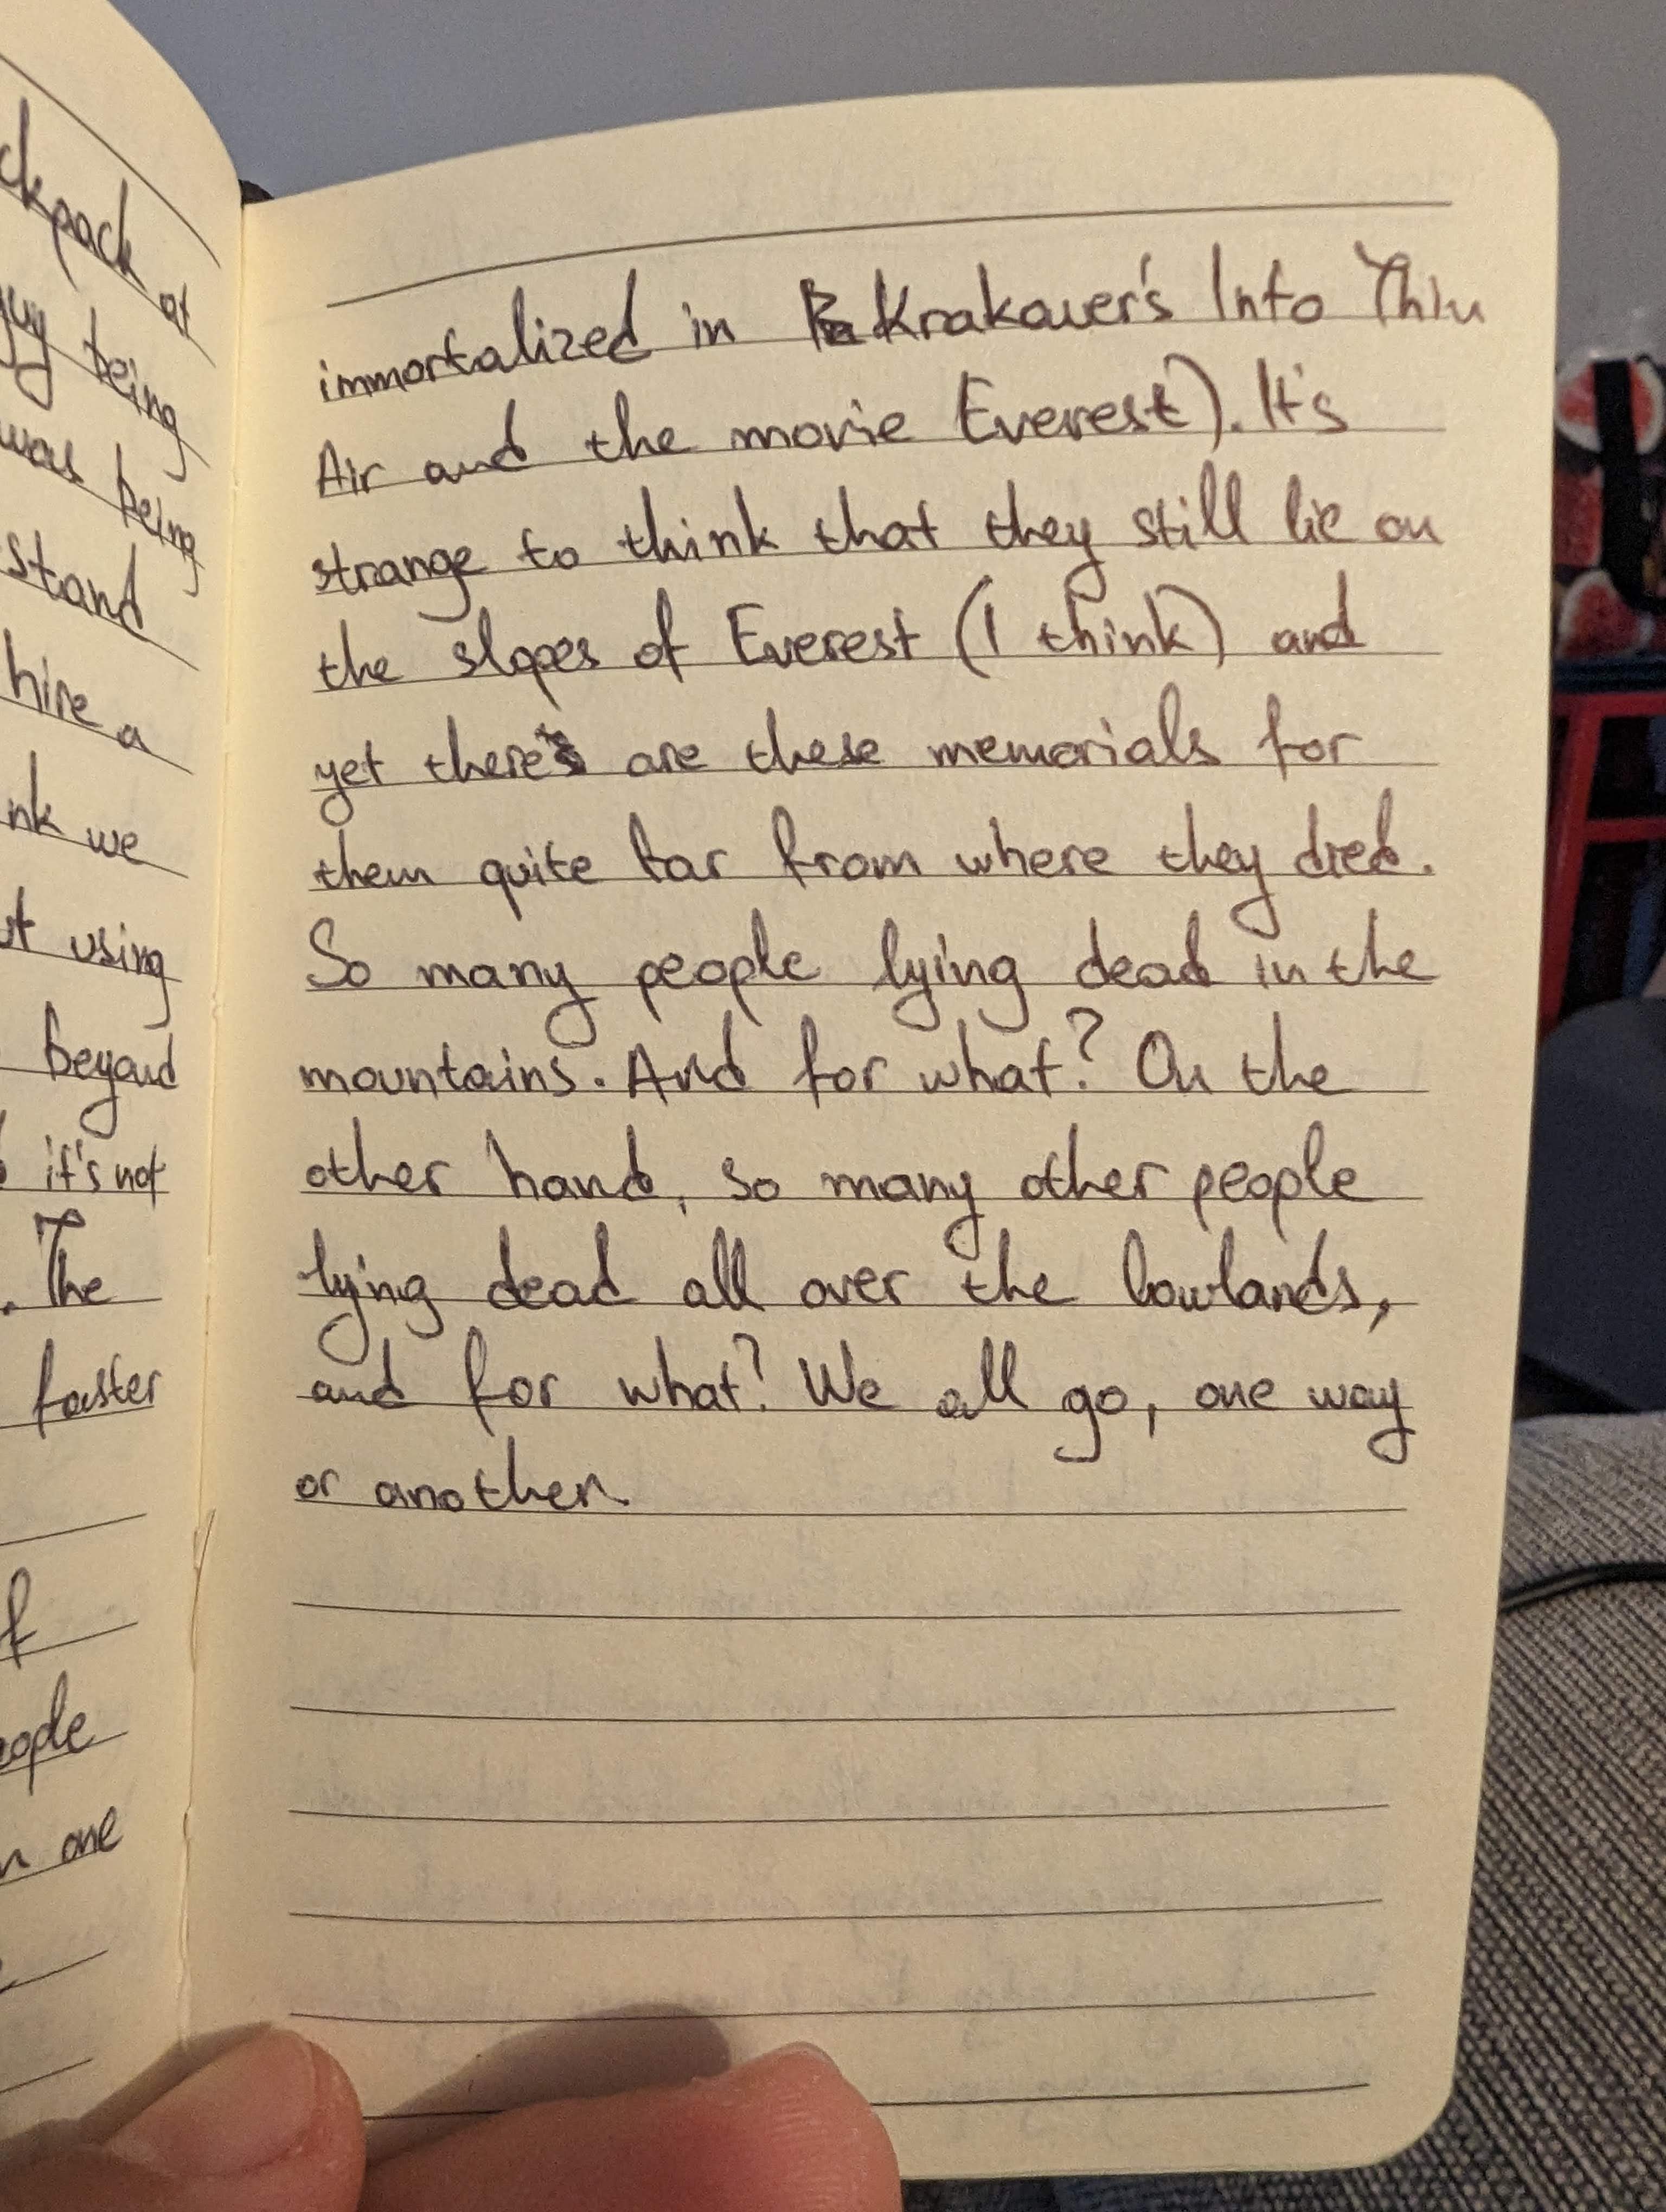 ckpack at
guy being
was being
stand
hire a
nk we
ut using
beyond
it's not
. The
faster
f
eople
n one
immortalized in Krakauer's Into Thin
Air and the movie Everest). It's
strange to think that they still lie on
the slopes of Everest (I think) and
yet there are these memorials for
them quite far from where they died.
So many people lying dead in the
mountains. And for what? On the
other hand, so many other people
lying dead all over the lowlands,
and for what? We all go, one way
or another.